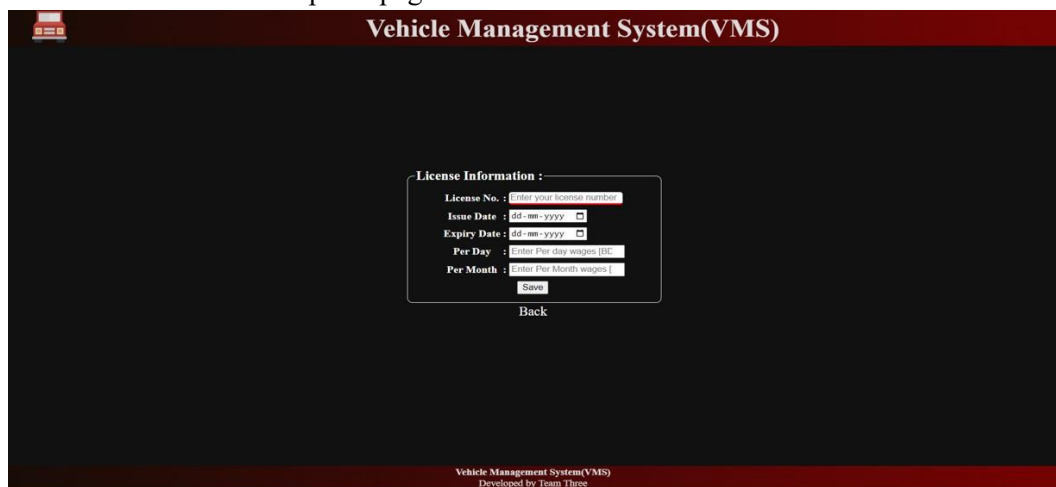 Vehicle Management System(VMS)
License Information :
License No. : Enter your license number
Issue Date : dd-mm-yyyy
Expiry Date : dd-mm-yyyy
Per Day : Enter Per day wages [BD
Per Month : Enter Per Month wages [
Save
Back
Vehicle Management System(VMS)
Developed by Team Three